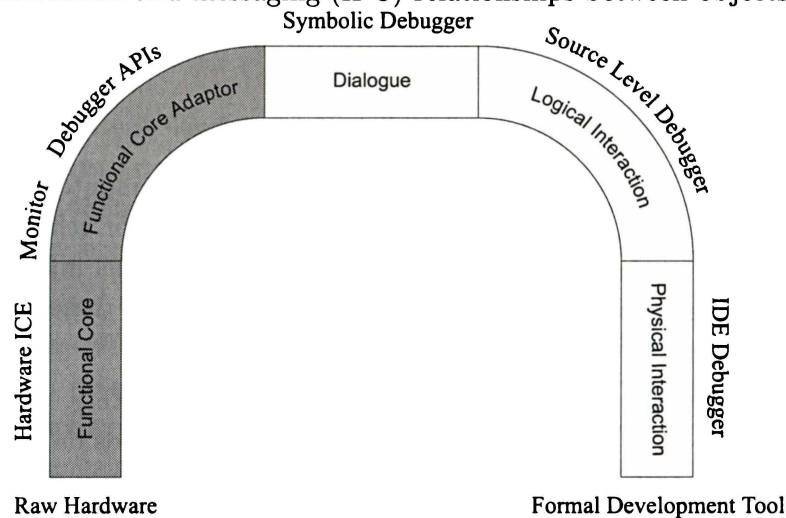 Symbolic Debugger
Debugger APIs
Source Level Debugger
Functional Core Adaptor
Dialogue
Logical Interaction
Monitor
Hardware ICE
Functional Core
Physical Interaction
IDE Debugger
Raw Hardware
Formal Development Tool